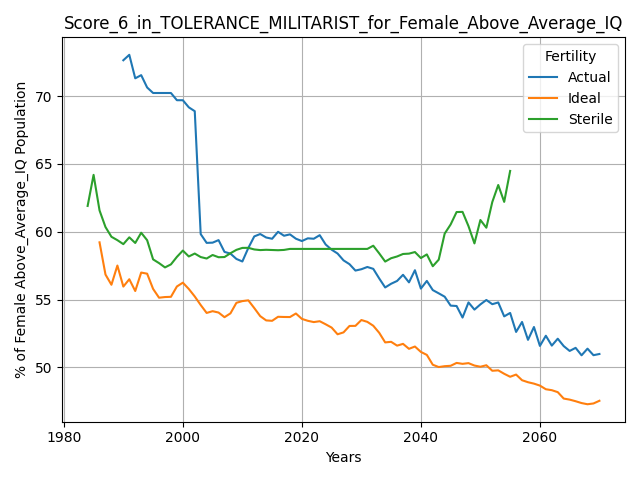 Score_6_in_TOLERANCE_MILITARIST_for_Female_Above_Average_IQ
% of Female Above_Average_IQ Population
70
65
60
55
50
Fertility
Actual
Ideal
Sterile
1980
2000
2020
2040
2060
Years